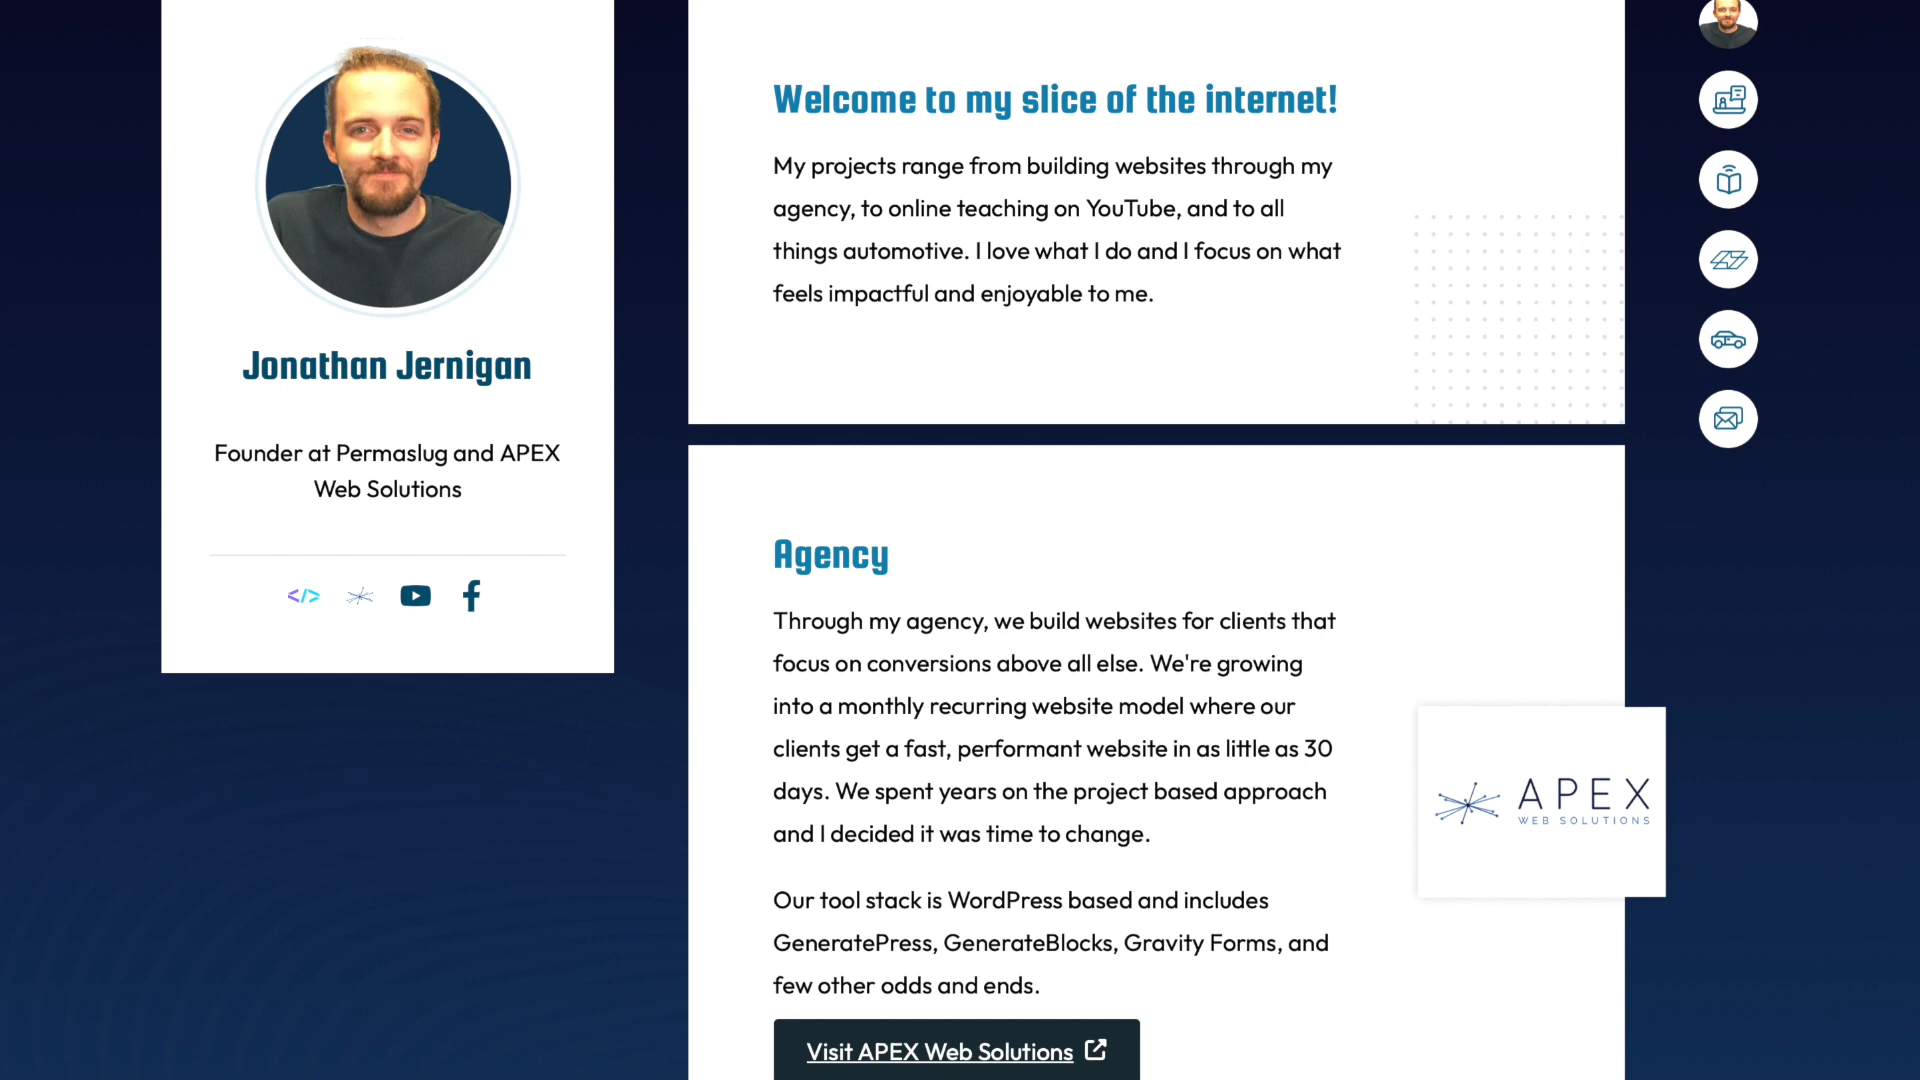 Jonathan Jernigan
Founder at Permaslug and APEX
Web Solutions
Welcome to my slice of the internet!
My projects range from building websites through my
agency, to online teaching on YouTube, and to all
things automotive. I love what I do and I focus on what
feels impactful and enjoyable to me.
Agency
Through my agency, we build websites for clients that
focus on conversions above all else. We're growing
into a monthly recurring website model where our
clients get a fast, performant website in as little as 30
days. We spent years on the project based approach
and I decided it was time to change.
Our tool stack is WordPress based and includes
GeneratePress, GenerateBlocks, Gravity Forms, and
few other odds and ends.
Visit APEX Web Solutions
APEX
WEB SOLUTIONS